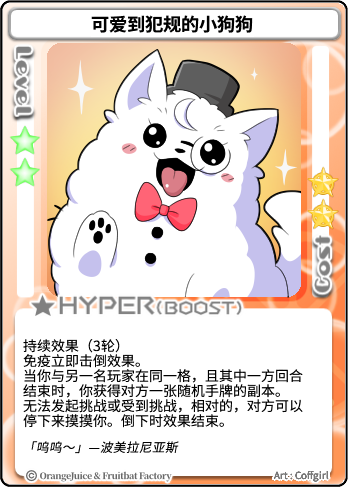 可爱到犯规的小狗狗
Level
Cost
HYPER(BOOST)
持续效果（3轮）
免疫立即击倒效果。
当你与另一名玩家在同一格，且其中一方回合
结束时，你获得对方一张随机手牌的副本。
无法发起挑战或受到挑战，相对的，对方可以
停下来摸摸你。倒下时效果结束。
「呜呜～」—波美拉尼亚斯
© OrangeJuice & Fruitbat Factory
Art: Coffgirl